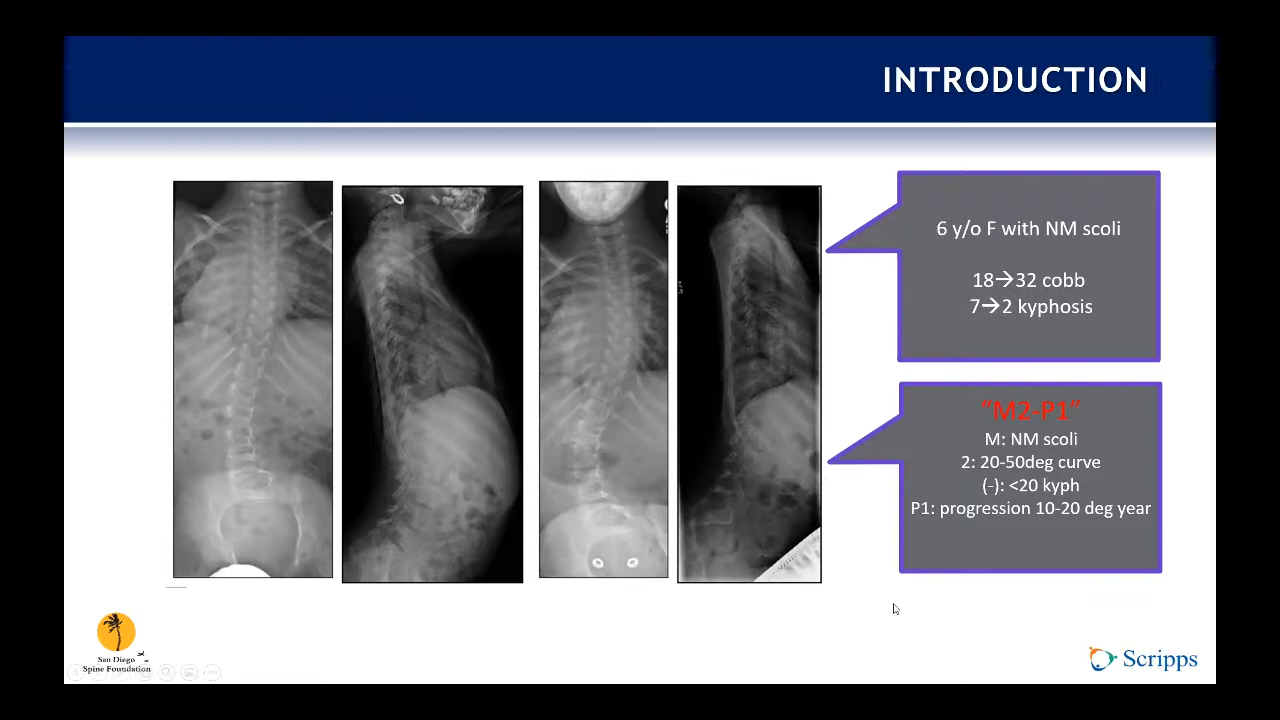 INTRODUCTION
6 y/o F with NM scoli
18→32 cobb
7→2 kyphosis
“M2-P1”
M: NM scoli
2: 20-50deg curve
(-): <20 kyph
P1: progression 10-20 deg year
San Diego
Spine Foundation
Scripps